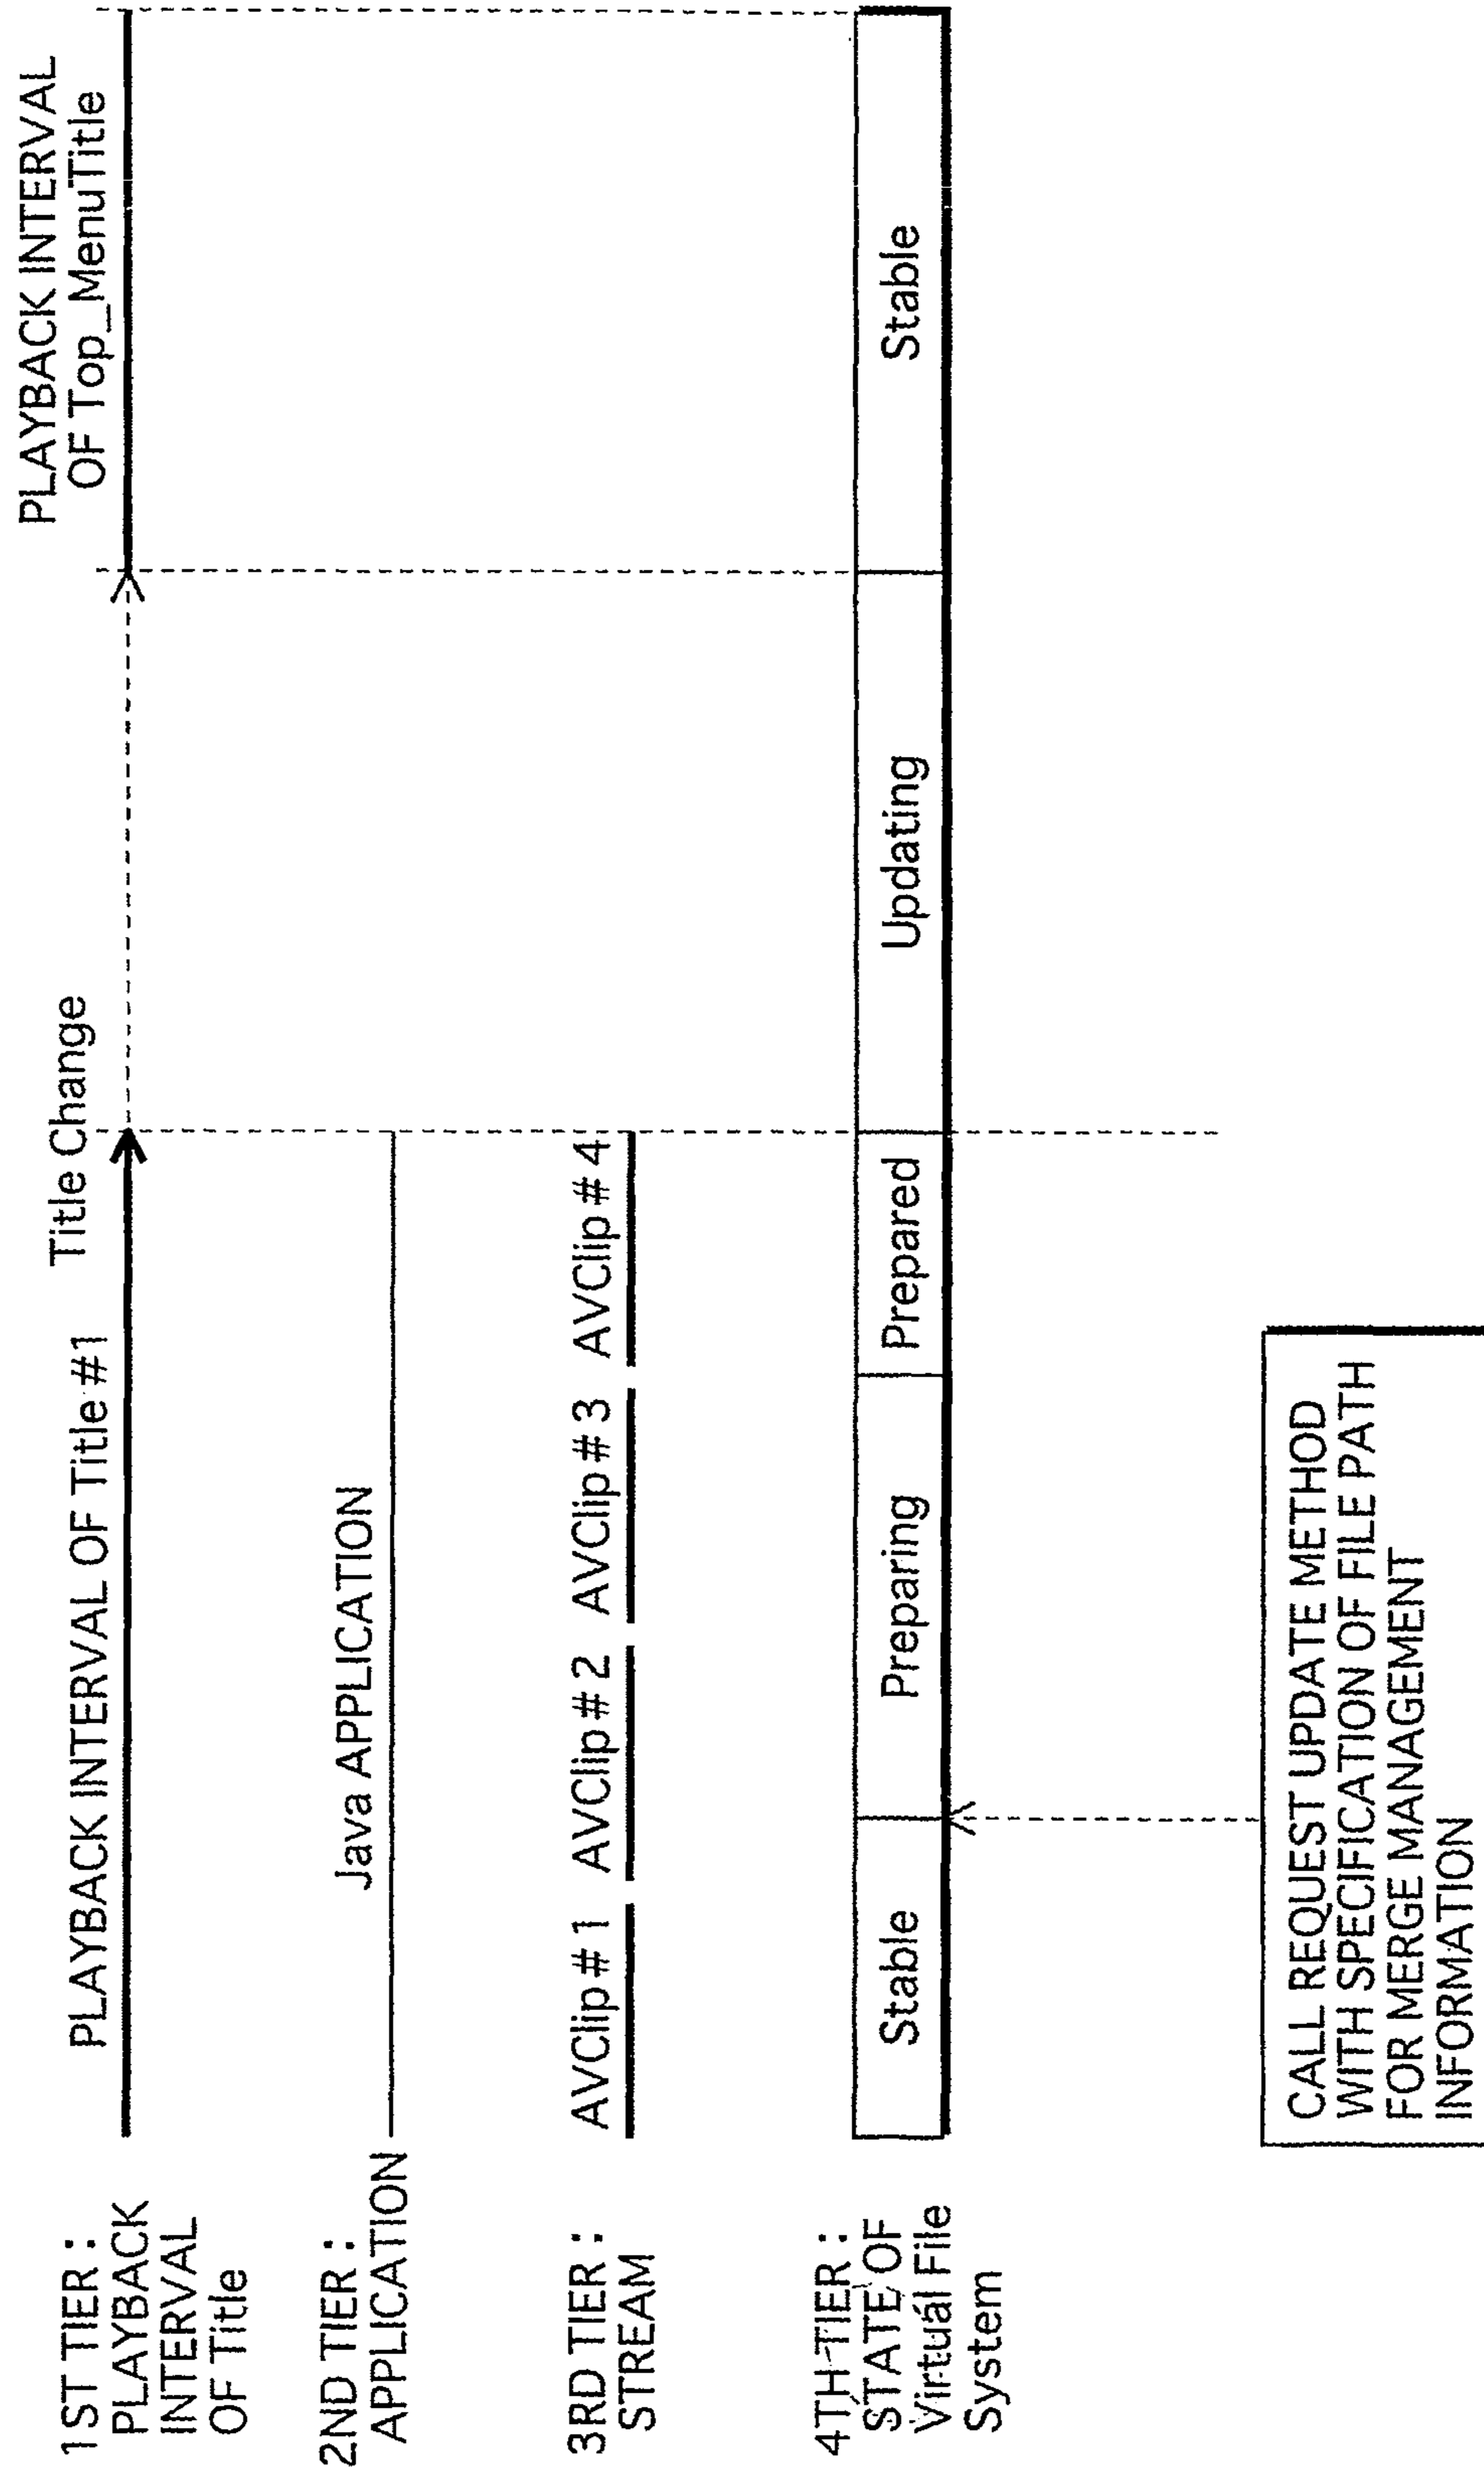 1ST TIER :
PLAYBACK
INTERVAL
OF Title
PLAYBACK INTERVAL OF Title #1
Title Change
PLAYBACK INTERVAL
OF Top_MenuTitle
2ND TIER :
APPLICATION
Java APPLICATION
3RD TIER :
STREAM
AVClip# 1
AVClip# 2
AVClip# 3
AVClip# 4
4TH TIER :
STATE OF
Virtual File
System
Stable
Preparing
Prepared
Updating
Stable
CALL REQUEST UPDATE METHOD
WITH SPECIFICATION OF FILE PATH
FOR MERGE MANAGEMENT
INFORMATION